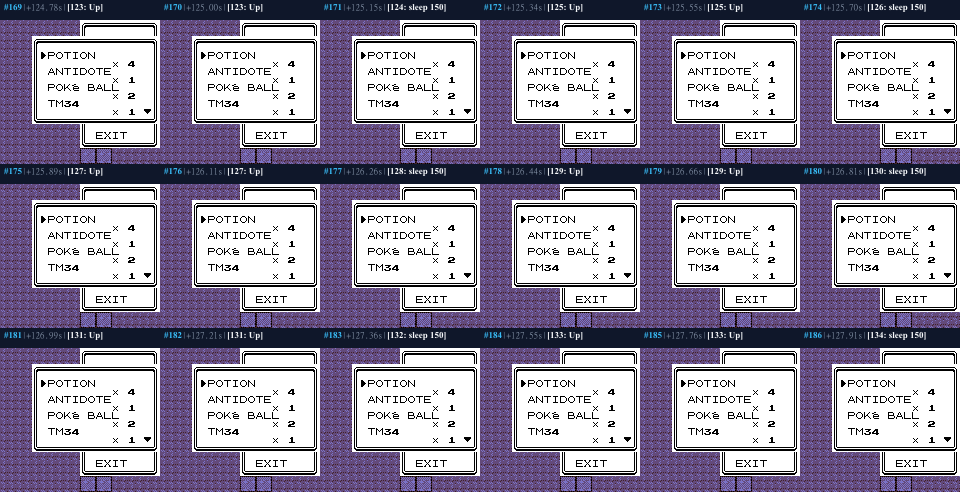 #169 |+124.78s| [123: Up] #170 |+125.00s| [123: Up] #171 |+125.15s| [124: sleep 150] #172 |+125.34s| [125: Up] #173 |+125.55s| [125: Up] #174 |+125.70s| [126: sleep 150]
POTION POTION POTION POTION POTION POTION
× 4 × 4 × 4 × 4 × 4 × 4
ANTIDOTE ANTIDOTE ANTIDOTE ANTIDOTE ANTIDOTE ANTIDOTE
× 1 × 1 × 1 × 1 × 1 × 1
POKé BALL POKé BALL POKé BALL POKé BALL POKé BALL POKé BALL
× 2 × 2 × 2 × 2 × 2 × 2
TM34 TM34 TM34 TM34 TM34 TM34
× 1 × 1 × 1 × 1 × 1 × 1
EXIT EXIT EXIT EXIT EXIT EXIT
#175 |+125.89s| [127: Up] #176 |+126.11s| [127: Up] #177 |+126.26s| [128: sleep 150] #178 |+126.44s| [129: Up] #179 |+126.66s| [129: Up] #180 |+126.81s| [130: sleep 150]
POTION POTION POTION POTION POTION POTION
× 4 × 4 × 4 × 4 × 4 × 4
ANTIDOTE ANTIDOTE ANTIDOTE ANTIDOTE ANTIDOTE ANTIDOTE
× 1 × 1 × 1 × 1 × 1 × 1
POKé BALL POKé BALL POKé BALL POKé BALL POKé BALL POKé BALL
× 2 × 2 × 2 × 2 × 2 × 2
TM34 TM34 TM34 TM34 TM34 TM34
× 1 × 1 × 1 × 1 × 1 × 1
EXIT EXIT EXIT EXIT EXIT EXIT
#181 |+126.99s| [131: Up] #182 |+127.21s| [131: Up] #183 |+127.36s| [132: sleep 150] #184 |+127.55s| [133: Up] #185 |+127.76s| [133: Up] #186 |+127.91s| [134: sleep 150]
POTION POTION POTION POTION POTION POTION
× 4 × 4 × 4 × 4 × 4 × 4
ANTIDOTE ANTIDOTE ANTIDOTE ANTIDOTE ANTIDOTE ANTIDOTE
× 1 × 1 × 1 × 1 × 1 × 1
POKé BALL POKé BALL POKé BALL POKé BALL POKé BALL POKé BALL
× 2 × 2 × 2 × 2 × 2 × 2
TM34 TM34 TM34 TM34 TM34 TM34
× 1 × 1 × 1 × 1 × 1 × 1
EXIT EXIT EXIT EXIT EXIT EXIT